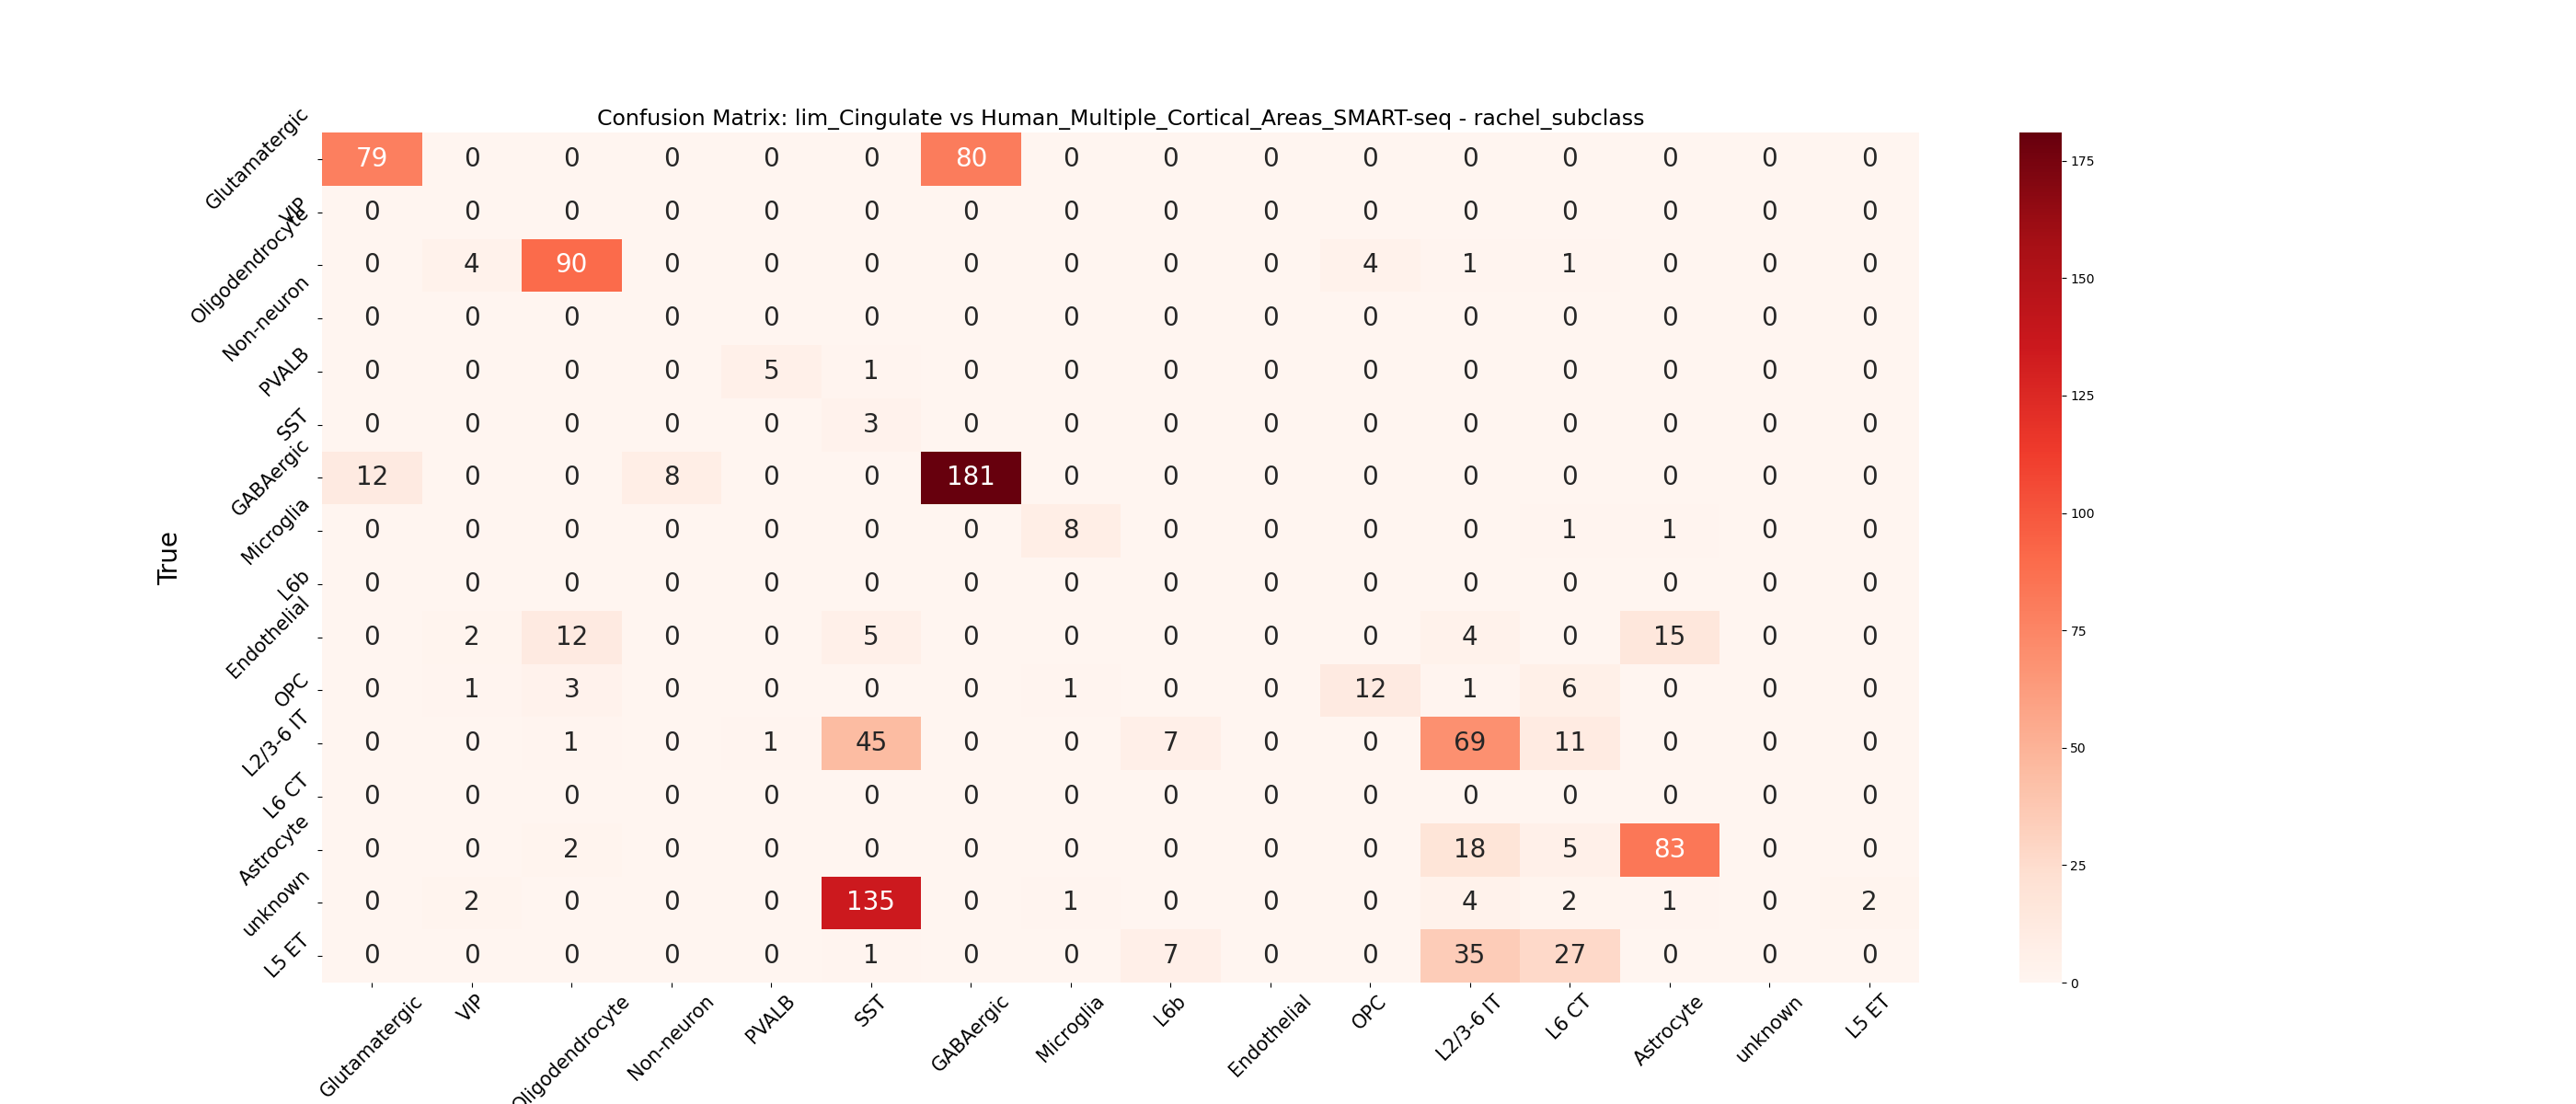 Confusion Matrix: lim_Cingulate vs Human_Multiple_Cortical_Areas_SMART-seq - rachel_subclass
True
Glutamatergic 79 0 0 0 0 0 80 0 0 0 0 0 0 0 0 0
VIP 0 0 0 0 0 0 0 0 0 0 0 0 0 0 0 0
Oligodendrocyte 0 4 90 0 0 0 0 0 0 0 4 1 1 0 0 0
Non-neuron 0 0 0 0 0 0 0 0 0 0 0 0 0 0 0 0
PVALB 0 0 0 0 5 1 0 0 0 0 0 0 0 0 0 0
SST 0 0 0 0 0 3 0 0 0 0 0 0 0 0 0 0
GABAergic 12 0 0 8 0 0 181 0 0 0 0 0 0 0 0 0
Microglia 0 0 0 0 0 0 0 8 0 0 0 0 1 1 0 0
L6b 0 0 0 0 0 0 0 0 0 0 0 0 0 0 0 0
Endothelial 0 2 12 0 0 5 0 0 0 0 0 4 0 15 0 0
OPC 0 1 3 0 0 0 0 1 0 0 12 1 6 0 0 0
L2/3-6 IT 0 0 1 0 1 45 0 0 7 0 0 69 11 0 0 0
L6 CT 0 0 0 0 0 0 0 0 0 0 0 0 0 0 0 0
Astrocyte 0 0 2 0 0 0 0 0 0 0 0 18 5 83 0 0
unknown 0 2 0 0 0 135 0 1 0 0 0 4 2 1 0 2
L5 ET 0 0 0 0 0 1 0 0 7 0 0 35 27 0 0 0
Glutamatergic VIP Oligodendrocyte Non-neuron PVALB SST GABAergic Microglia L6b Endothelial OPC L2/3-6 IT L6 CT Astrocyte unknown L5 ET
175
150
125
100
75
50
25
0